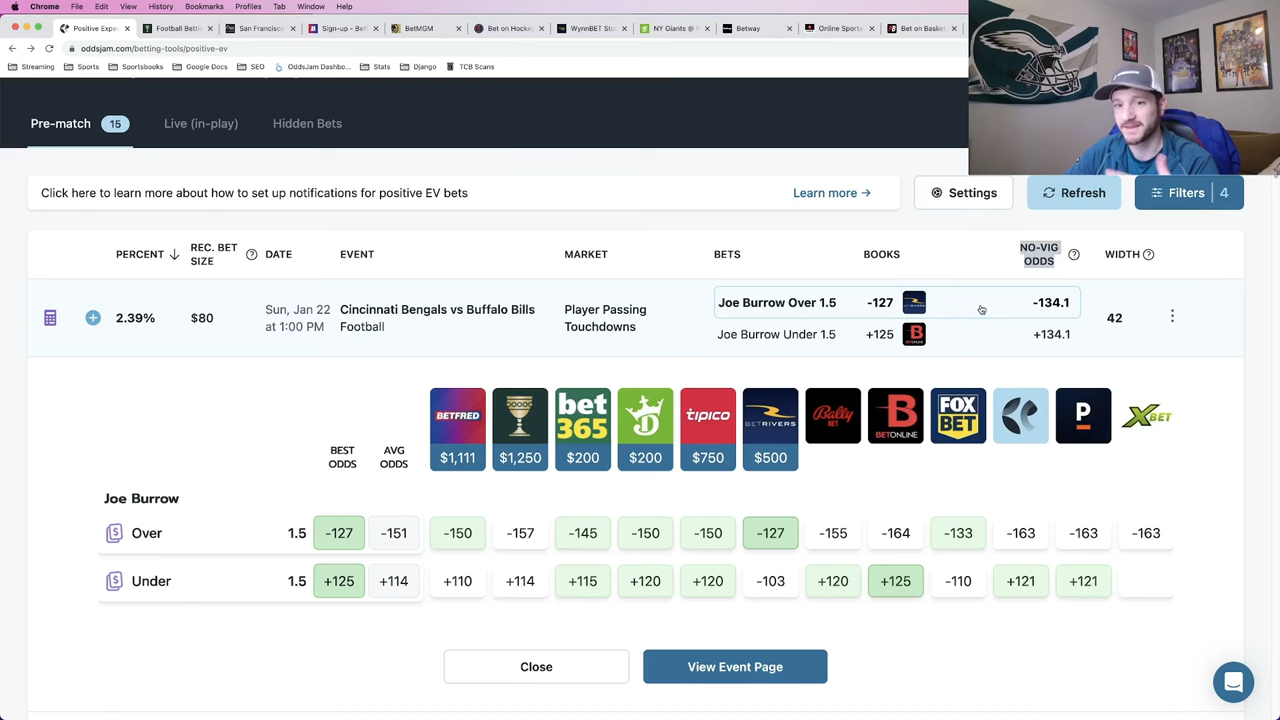 Chrome File Edit View History Bookmarks Profiles Tab Window Help
Positive Expec Football Bettin San Francisco Sign-up - BetM BetMGM Bet on Hockey WynnBET Stor NY Giants @ P Betway Online Sports Bet on Basket
oddsjam.com/betting-tools/positive-ev
Streaming Sports Sportsbooks Google Docs SEO OddsJam Dashbo... Stats Django TCB Scans
Pre-match 15 Live (in-play) Hidden Bets
Click here to learn more about how to set up notifications for positive EV bets Learn more → Settings Refresh Filters 4
PERCENT REC. BET SIZE DATE EVENT MARKET BETS BOOKS NO-VIG ODDS WIDTH
2.39% $80 Sun, Jan 22 at 1:00 PM Cincinnati Bengals vs Buffalo Bills Football Player Passing Touchdowns
Joe Burrow Over 1.5 -127 -134.1
Joe Burrow Under 1.5 +125 +134.1
42
BETFRED bet365 tipico BETRIVERS Bally BET BETONLINE FOX BET P XBET
BEST ODDS AVG ODDS $1,111 $1,250 $200 $200 $750 $500
Joe Burrow
Over 1.5 -127 -151 -150 -157 -145 -150 -150 -127 -155 -164 -133 -163 -163 -163
Under 1.5 +125 +114 +110 +114 +115 +120 +120 -103 +120 +125 -110 +121 +121
Close View Event Page